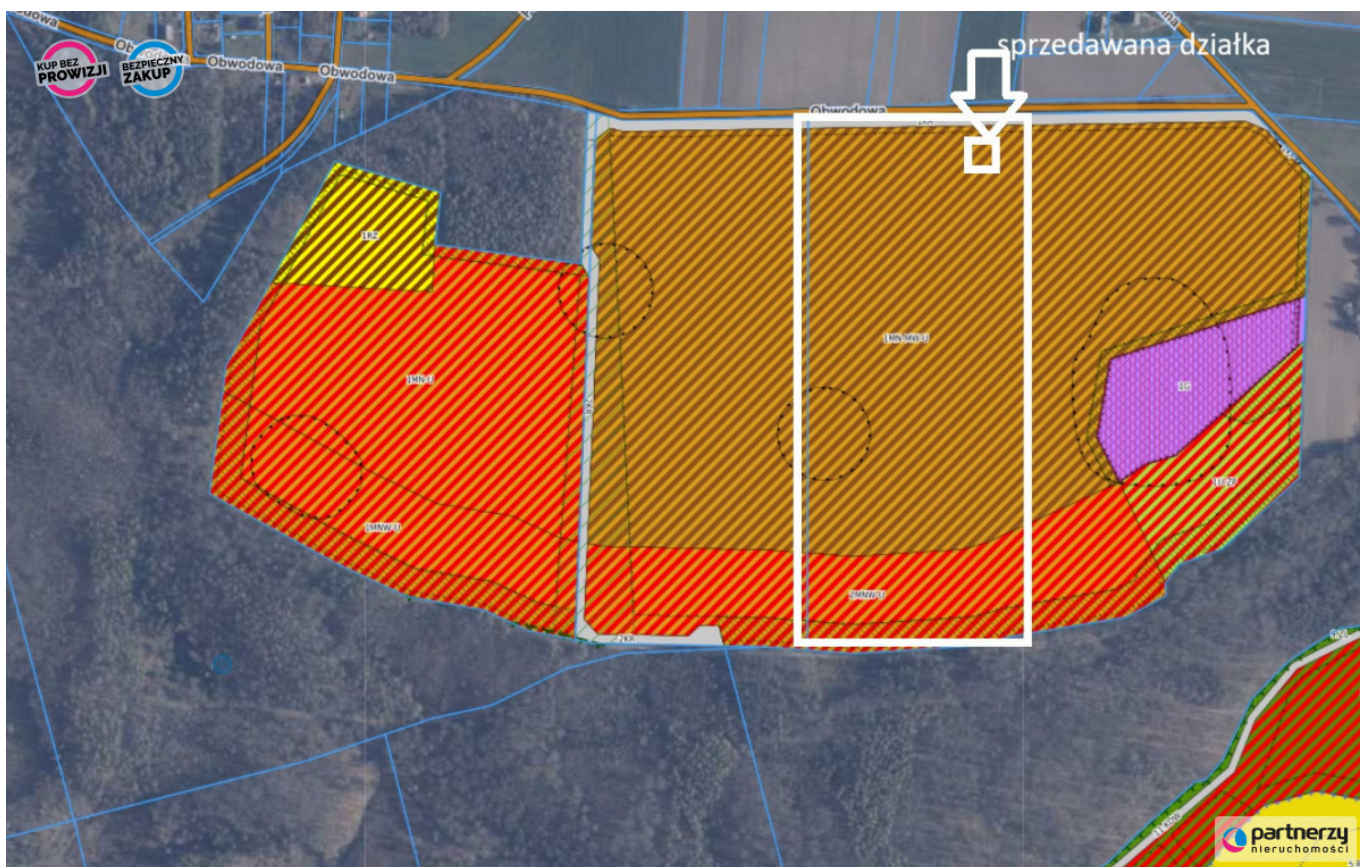 sprzedawana działka
KUP BEZ
PROWIZJI
BEZPIECZNY
ZAKUP
Obwodowa
Obwodowa
Obwodowa
1RZ
1MN-U
1MN-MW-U
1G
1MNW-U
2MNW-U
2KR
partnerzy
nieruchomości